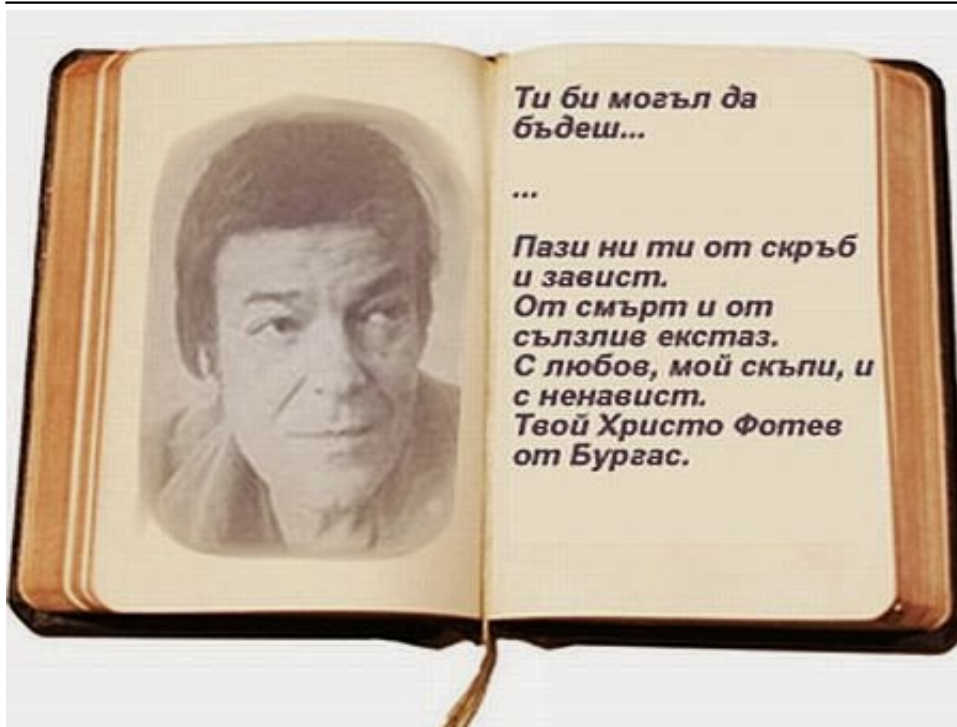 Ти би могъл да
бъдеш...
...
Пази ни ти от скръб
и завист.
От смърт и от
сълзлив екстаз.
С любов, мой скъпи, и
с ненавист.
Твой Христо Фотев
от Бургас.